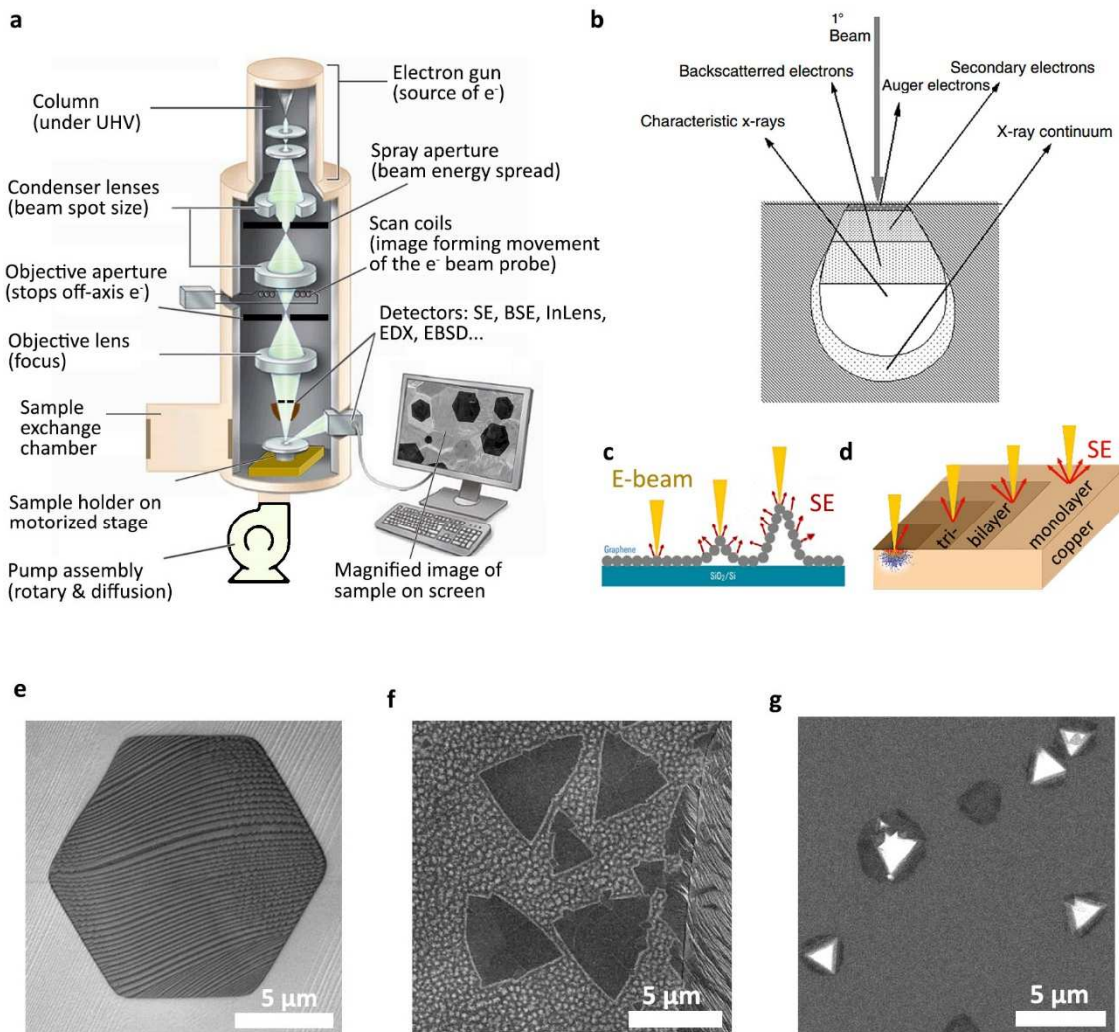 a
Electron gun
(source of e⁻)
Column
(under UHV)
Spray aperture
(beam energy spread)
Condenser lenses
(beam spot size)
Scan coils
(image forming movement
of the e⁻ beam probe)
Objective aperture
(stops off-axis e⁻)
Detectors: SE, BSE, InLens,
EDX, EBSD...
Objective lens
(focus)
Sample
exchange
chamber
Sample holder on
motorized stage
Pump assembly
(rotary & diffusion)
Magnified image of
sample on screen
b
1°
Beam
Backscatterred electrons
Secondary electrons
Auger electrons
Characteristic x-rays
X-ray continuum
c
E-beam
SE
Graphene
SiO₂/Si
d
SE
tri-
bilayer
monolayer
copper
e
5 μm
f
5 μm
g
5 μm